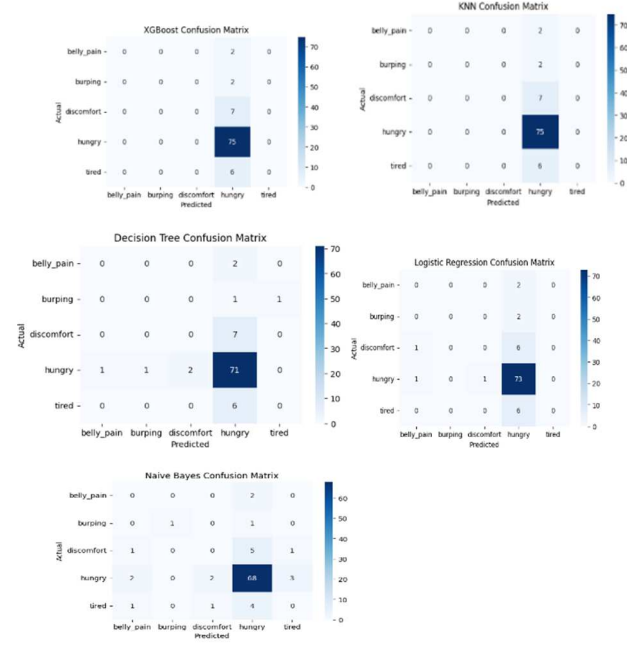 XGBoost Confusion Matrix
belly_pain 0 0 0 2 0
burping 0 0 0 2 0
discomfort 0 0 0 7 0
hungry 0 0 0 75 0
tired 0 0 0 6 0
belly_pain burping discomfort hungry tired
Predicted
Actual
70
60
50
40
30
20
10
0
KNN Confusion Matrix
belly_pain 0 0 0 2 0
burping 0 0 0 2 0
discomfort 0 0 0 7 0
hungry 0 0 0 75 0
tired 0 0 0 6 0
belly_pain burping discomfort hungry tired
Predicted
Actual
70
60
50
40
30
20
10
0
Decision Tree Confusion Matrix
belly_pain 0 0 0 2 0
burping 0 0 0 1 1
discomfort 0 0 0 7 0
hungry 1 1 2 71 0
tired 0 0 0 6 0
belly_pain burping discomfort hungry tired
Predicted
Actual
70
60
50
40
30
20
10
0
Logistic Regression Confusion Matrix
belly_pain 0 0 0 2 0
burping 0 0 0 2 0
discomfort 1 0 0 6 0
hungry 1 0 1 73 0
tired 0 0 0 6 0
belly_pain burping discomfort hungry tired
Predicted
Actual
70
60
50
40
30
20
10
0
Naive Bayes Confusion Matrix
belly_pain 0 0 0 2 0
burping 0 1 0 1 0
discomfort 1 0 0 5 1
hungry 2 0 2 68 3
tired 1 0 1 4 0
belly_pain burping discomfort hungry tired
Predicted
Actual
60
50
40
30
20
10
0